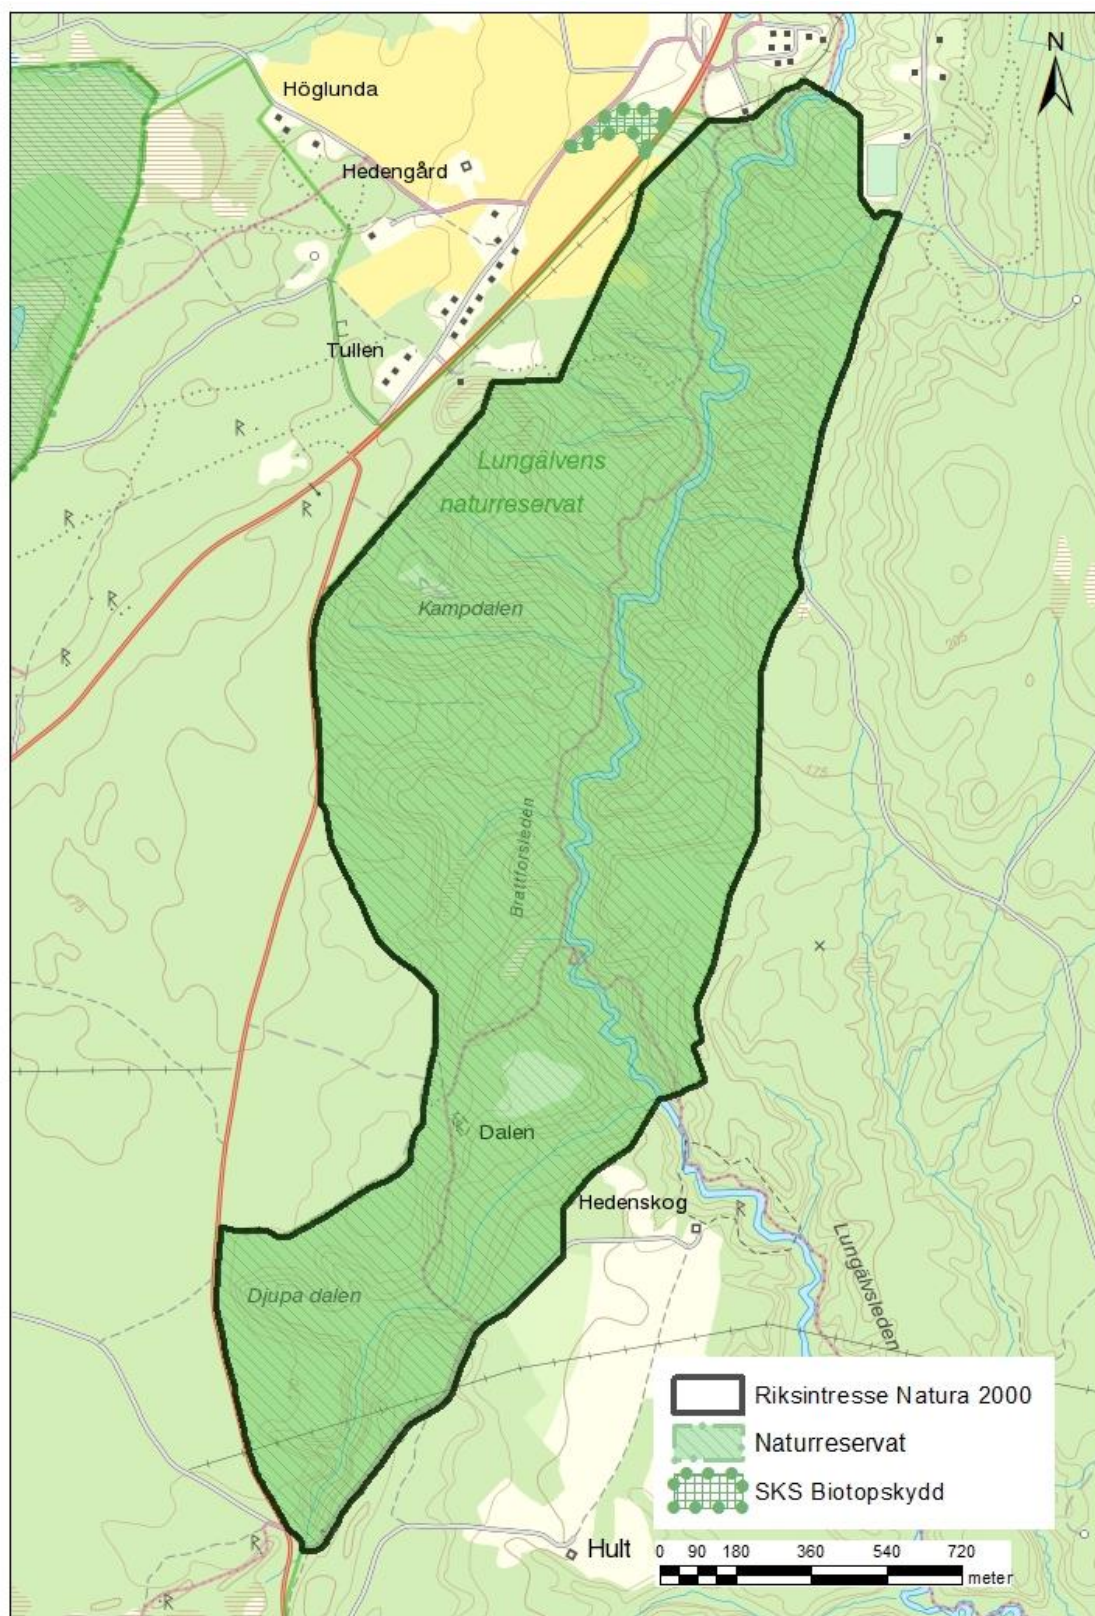 N
Höglunda
Hedengård
Tullen
Lungälvens
naturreservat
Kampdalen
205
175
Brattforsleden
175
Dalen
Hedenskog
Lungälvsleden
Djupa dalen
Riksintresse Natura 2000
Naturreservat
SKS Biotopskydd
Hult
0 90 180 360 540 720
meter